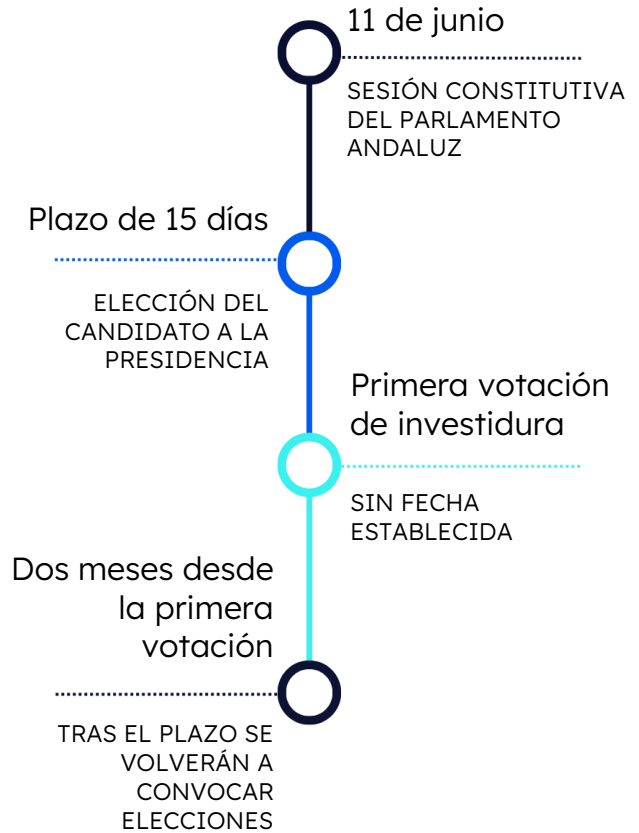 11 de junio
SESIÓN CONSTITUTIVA
DEL PARLAMENTO
ANDALUZ
Plazo de 15 días
ELECCIÓN DEL
CANDIDATO A LA
PRESIDENCIA
Primera votación
de investidura
SIN FECHA
ESTABLECIDA
Dos meses desde
la primera
votación
TRAS EL PLAZO SE
VOLVERÁN A
CONVOCAR
ELECCIONES